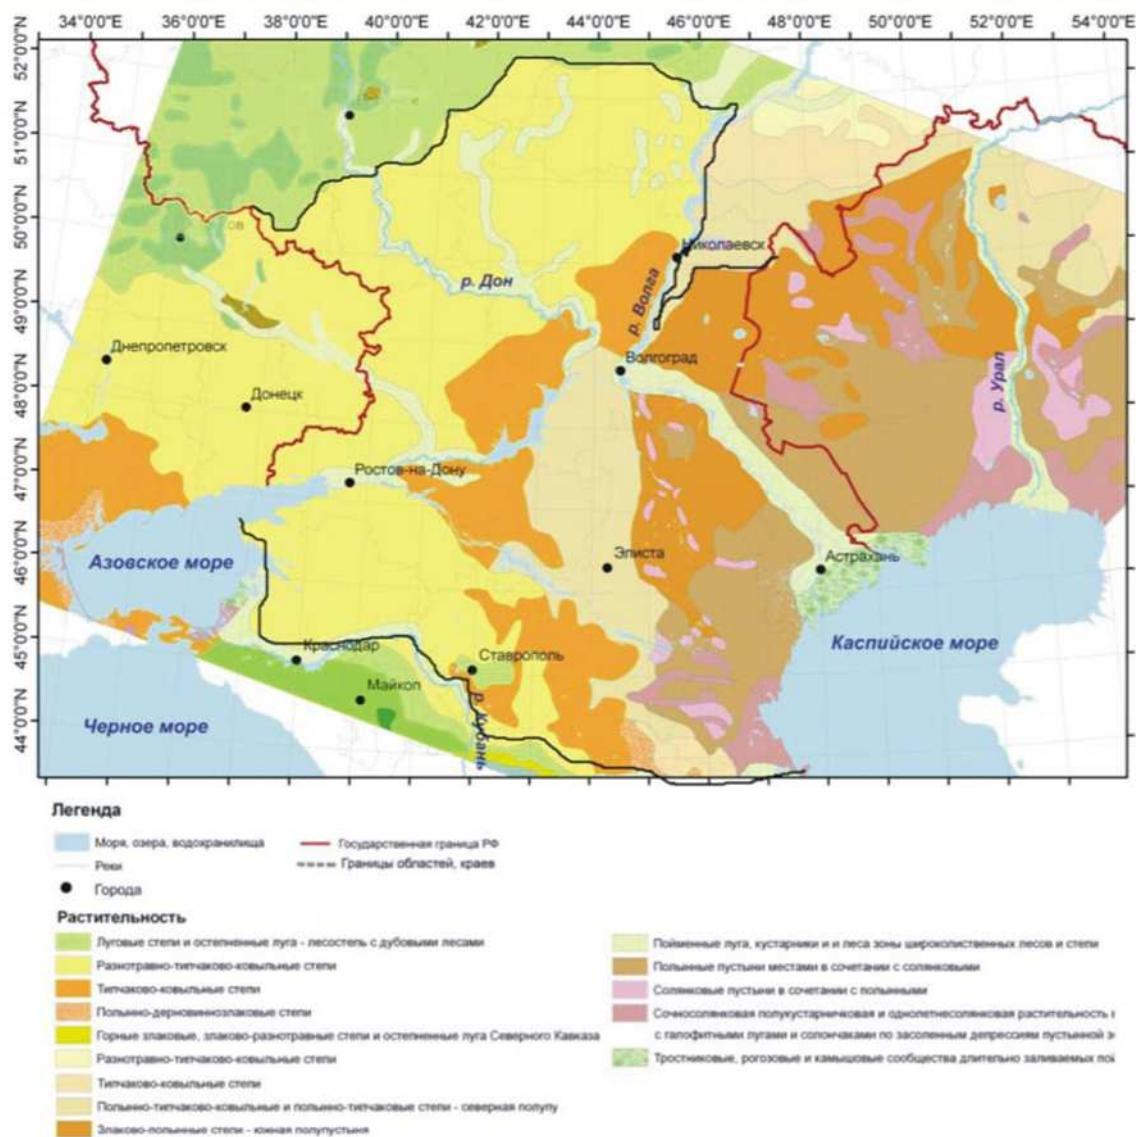 34°0'0"E 36°0'0"E 38°0'0"E 40°0'0"E 42°0'0"E 44°0'0"E 46°0'0"E 48°0'0"E 50°0'0"E 52°0'0"E 54°0'0"E
52°0'0"N
51°0'0"N
50°0'0"N
49°0'0"N
48°0'0"N
47°0'0"N
46°0'0"N
45°0'0"N
44°0'0"N
Николаевск
р. Дон
р. Волга
Днепропетровск
Волгоград
р. Урал
Донецк
Ростов-на-Дону
Азовское море
Элиста
Астрахань
Краснодар
Ставрополь
Каспийское море
Майкоп
р. Кубань
Черное море
Легенда
Моря, озера, водохранилища
Государственная граница РФ
Реки
Границы областей, краев
Города
Растительность
Луговые степи и остепненные луга - лесостепь с дубовыми лесами
Разнотравно-типчаково-ковыльные степи
Типчаково-ковыльные степи
Полынно-дерновиннозлаковые степи
Горные злаковые, злаково-разнотравные степи и остепненные луга Северного Кавказа
Разнотравно-типчаково-ковыльные степи
Типчаково-ковыльные степи
Полынно-типчаково-ковыльные и полынно-типчаковые степи - северная полупу
Злаково-полынные степи - южная полупустыня
Пойменные луга, кустарники и и леса зоны широколиственных лесов и степи
Полынные пустыни местами в сочетании с солянковыми
Солянковые пустыни в сочетании с полынными
Сочносолянковая полукустарничковая и однолетнесолянковая растительность
с галофитными лугами и солончаками по засоленным депрессиям пустынной
Тростниковые, рогозовые и камышовые сообщества длительно заливаемых